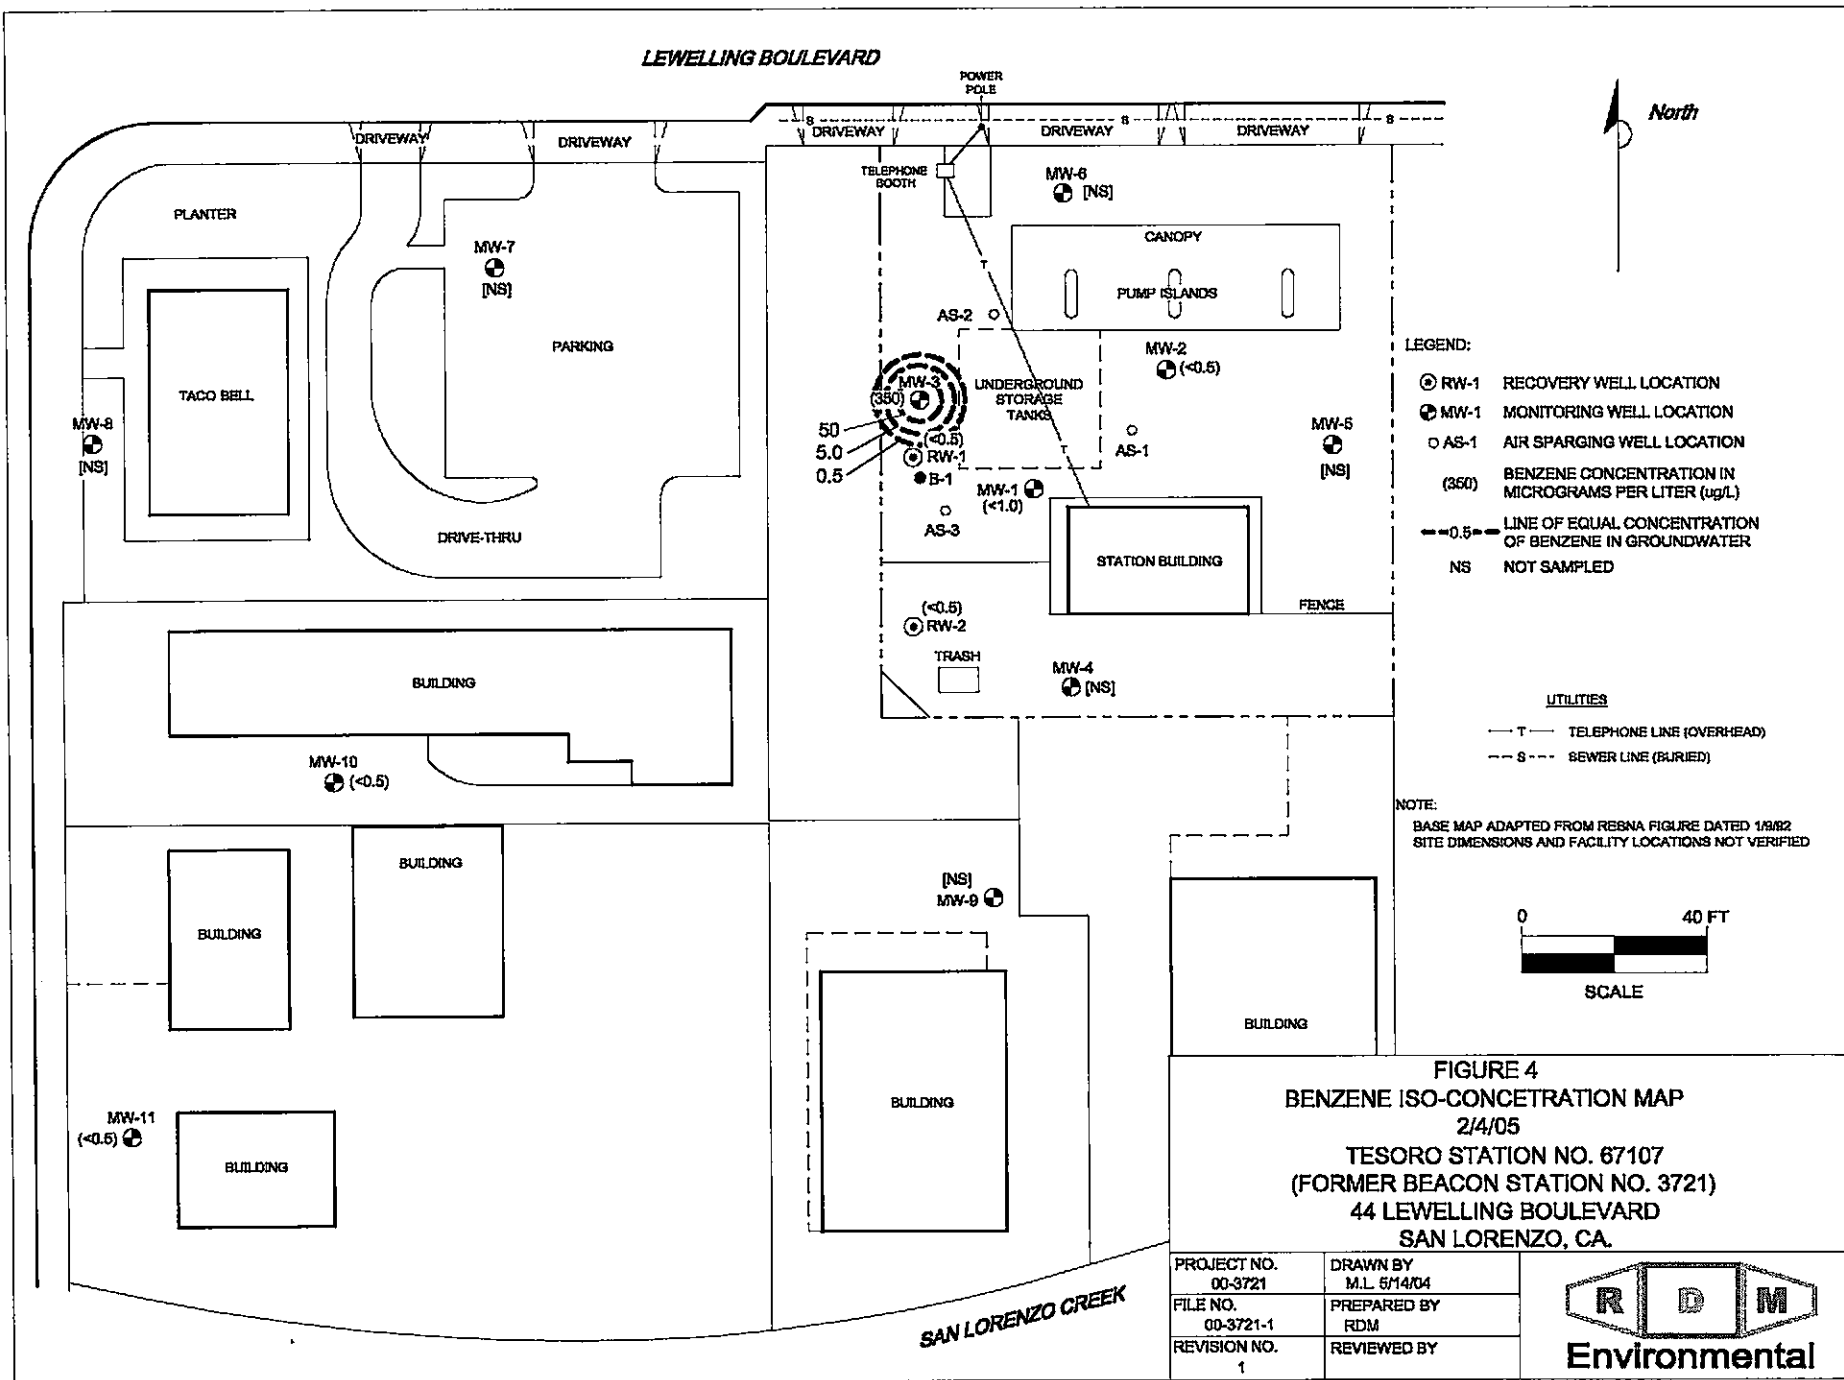 LEWELLING BOULEVARD
POWER
POLE
North
S
S
S
DRIVEWAY
DRIVEWAY
DRIVEWAY
DRIVEWAY
DRIVEWAY
TELEPHONE
BOOTH
MW-6
[NS]
PLANTER
CANOPY
MW-7
[NS]
T
PUMP ISLANDS
AS-2
PARKING
MW-2
(<0.5)
TACO BELL
MW-3
(350)
UNDERGROUND
STORAGE
TANKS
MW-8
[NS]
50
5.0
0.5
(<0.5)
RW-1
B-1
T
AS-1
MW-5
[NS]
MW-1
(<1.0)
AS-3
DRIVE-THRU
STATION BUILDING
FENCE
(<0.5)
RW-2
TRASH
MW-4
[NS]
LEGEND:
RW-1 RECOVERY WELL LOCATION
MW-1 MONITORING WELL LOCATION
AS-1 AIR SPARGING WELL LOCATION
(350) BENZENE CONCENTRATION IN
MICROGRAMS PER LITER (ug/L)
0.5 LINE OF EQUAL CONCENTRATION
OF BENZENE IN GROUNDWATER
NS NOT SAMPLED
UTILITIES
T TELEPHONE LINE (OVERHEAD)
S SEWER LINE (BURIED)
NOTE:
BASE MAP ADAPTED FROM RESNA FIGURE DATED 1/9/92
SITE DIMENSIONS AND FACILITY LOCATIONS NOT VERIFIED
0 40 FT
SCALE
BUILDING
MW-10
(<0.5)
BUILDING
BUILDING
[NS]
MW-9
BUILDING
BUILDING
MW-11
(<0.5)
BUILDING
SAN LORENZO CREEK
FIGURE 4
BENZENE ISO-CONCETRATION MAP
2/4/05
TESORO STATION NO. 67107
(FORMER BEACON STATION NO. 3721)
44 LEWELLING BOULEVARD
SAN LORENZO, CA.
PROJECT NO.
00-3721
DRAWN BY
M.L. 5/14/04
FILE NO.
00-3721-1
PREPARED BY
RDM
REVISION NO.
1
REVIEWED BY
R D M
Environmental